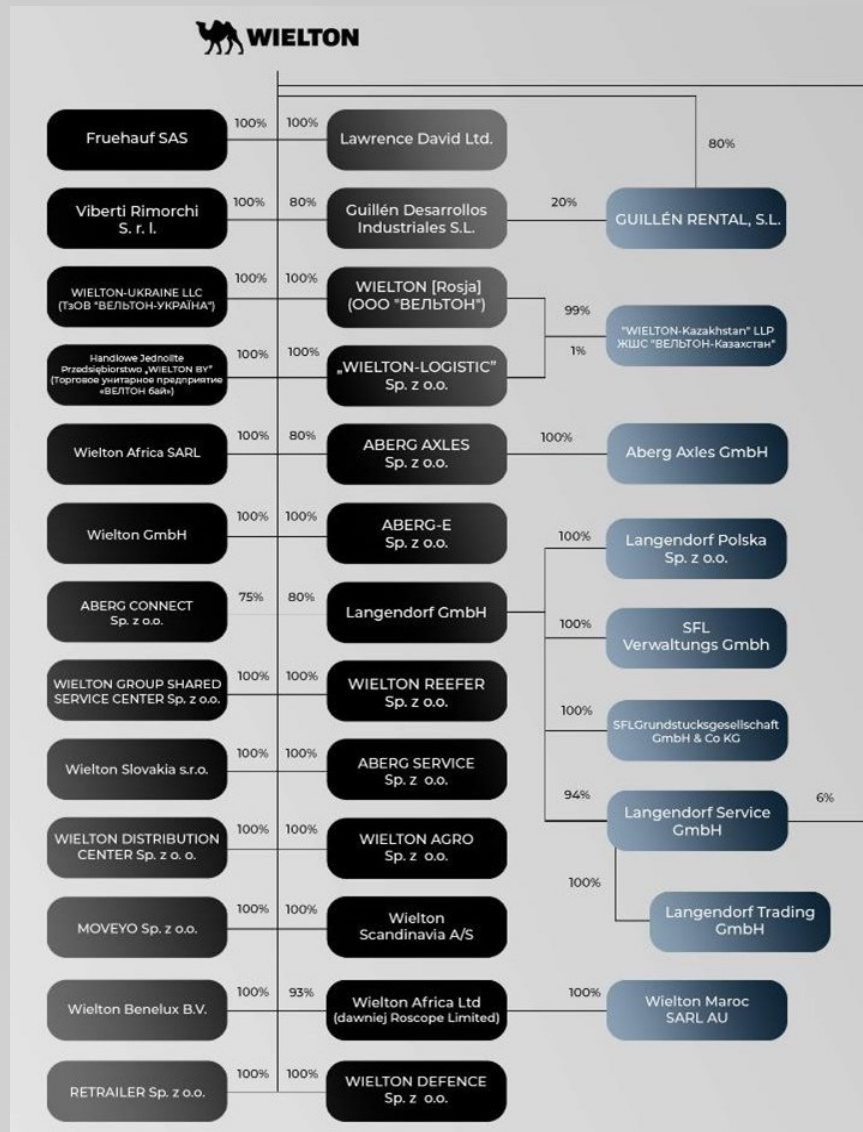 WIELTON
Fruehauf SAS
100%
100%
Lawrence David Ltd.
80%
Viberti Rimorchi
S. r. l.
100%
80%
Guillén Desarrollos
Industriales S.L.
20%
GUILLÉN RENTAL, S.L.
WIELTON-UKRAINE LLC
(ТзОВ "ВЕЛЬТОН-УКРАЇНА")
100%
100%
WIELTON [Rosja]
(ООО "ВЕЛЬТОН")
99%
"WIELTON-Kazakhstan" LLP
ЖШС "ВЕЛЬТОН-Казахстан"
1%
Handlowe Jednolite
Przedsiębiorstwo „WIELTON BY"
(Торговое унитарное предприятие
«ВЕЛТОН бай»)
100%
100%
„WIELTON-LOGISTIC”
Sp. z o.o.
Wielton Africa SARL
100%
80%
ABERG AXLES
Sp. z o.o.
100%
Aberg Axles GmbH
Wielton GmbH
100%
100%
ABERG-E
Sp. z o.o.
100%
Langendorf Polska
Sp. z o.o.
ABERG CONNECT
Sp. z o.o.
75%
80%
Langendorf GmbH
100%
SFL
Verwaltungs Gmbh
WIELTON GROUP SHARED
SERVICE CENTER Sp. z o.o.
100%
100%
WIELTON REEFER
Sp. z o.o.
100%
SFLGrundstucksgesellschaft
GmbH & Co KG
Wielton Slovakia s.r.o.
100%
100%
ABERG SERVICE
Sp. z o.o.
94%
Langendorf Service
GmbH
6%
WIELTON DISTRIBUTION
CENTER Sp. z o. o.
100%
100%
WIELTON AGRO
Sp. z o.o.
100%
Langendorf Trading
GmbH
MOVEYO Sp. z o.o.
100%
100%
Wielton
Scandinavia A/S
Wielton Benelux B.V.
100%
93%
Wielton Africa Ltd
(dawniej Roscope Limited)
100%
Wielton Maroc
SARL AU
RETRAILER Sp. z o.o.
100%
100%
WIELTON DEFENCE
Sp. z o.o.